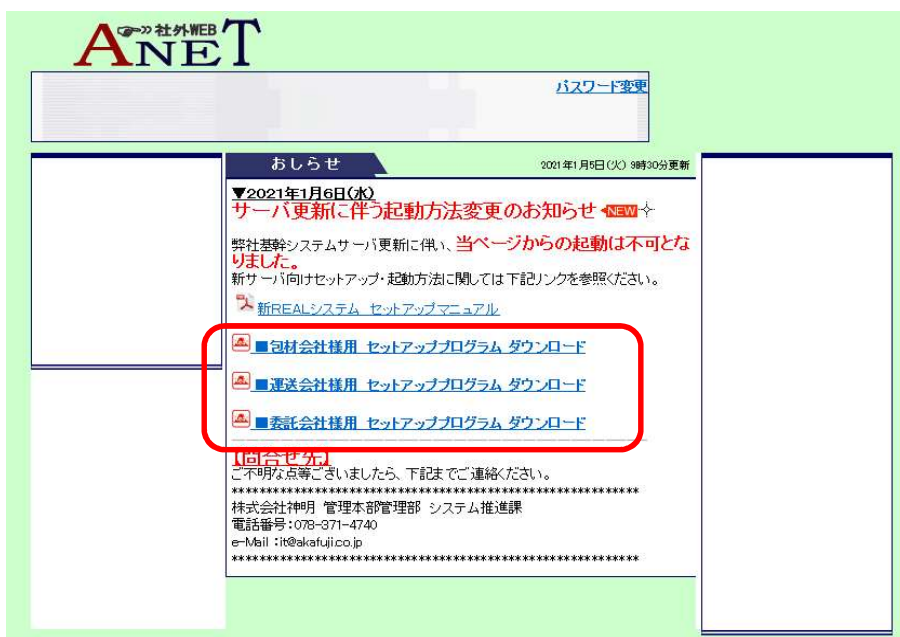 ☞»社外WEB
ANET
パスワード変更
おしらせ
2021年1月5日(火) 9時30分更新
▼2021年1月6日(水)
サーバ更新に伴う起動方法変更のお知らせ NEW
弊社基幹システムサーバ更新に伴い、当ページからの起動は不可とな
りました。
新サーバ向けセットアップ・起動方法に関しては下記リンクを参照ください。
新REALシステム セットアップマニュアル
■包材会社様用 セットアッププログラム ダウンロード
■運送会社様用 セットアッププログラム ダウンロード
■委託会社様用 セットアッププログラム ダウンロード
【問合せ先】
ご不明な点等ございましたら、下記までご連絡ください。
**************************************************************
株式会社神明 管理本部管理部 システム推進課
電話番号:078-371-4740
e-Mail :it@akafuji.co.jp
**************************************************************